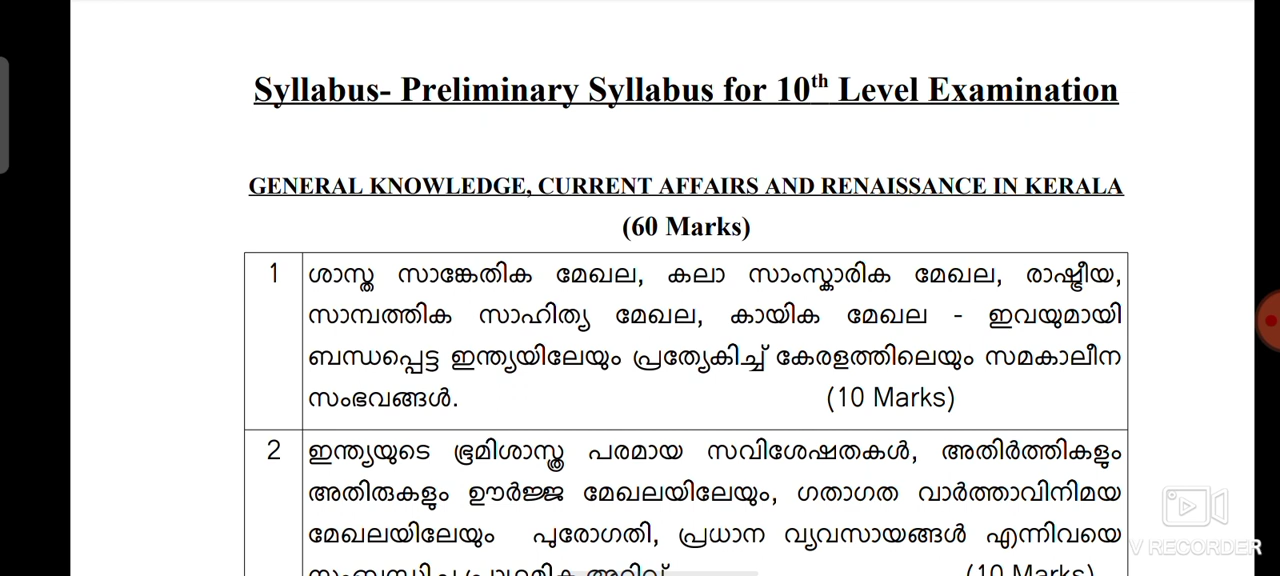 Syllabus- Preliminary Syllabus for 10th Level Examination
GENERAL KNOWLEDGE, CURRENT AFFAIRS AND RENAISSANCE IN KERALA
(60 Marks)
1 ശാസ്ത്ര സാങ്കേതിക മേഖല, കലാ സാംസ്കാരിക മേഖല, രാഷ്ട്രീയ,
സാമ്പത്തിക സാഹിത്യ മേഖല, കായിക മേഖല - ഇവയുമായി
ബന്ധപ്പെട്ട ഇന്ത്യയിലേയും പ്രത്യേകിച്ച് കേരളത്തിലെയും സമകാലീന
സംഭവങ്ങൾ. (10 Marks)
2 ഇന്ത്യയുടെ ഭൂമിശാസ്ത്ര പരമായ സവിശേഷതകൾ, അതിർത്തികളും
അതിരുകളും ഊർജ്ജ മേഖലയിലേയും, ഗതാഗത വാർത്താവിനിമയ
മേഖലയിലേയും പുരോഗതി, പ്രധാന വ്യവസായങ്ങൾ എന്നിവയെ
സംബന്ധിച്ച പ്രാഥമിക അറിവ് (10 Marks)
V RECORDER